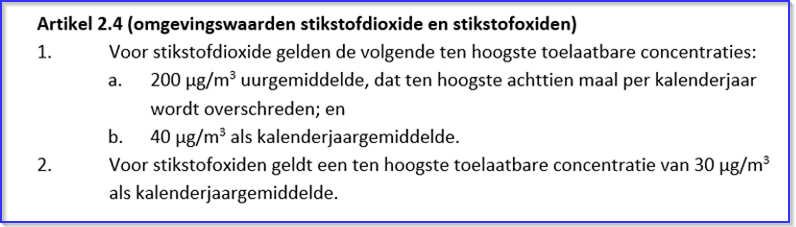 Artikel 2.4 (omgevingswaarden stikstofdioxide en stikstofoxiden)
1. Voor stikstofdioxide gelden de volgende ten hoogste toelaatbare concentraties:
a. 200 µg/m³ uurgemiddelde, dat ten hoogste achttien maal per kalenderjaar
wordt overschreden; en
b. 40 µg/m³ als kalenderjaargemiddelde.
2. Voor stikstofoxiden geldt een ten hoogste toelaatbare concentratie van 30 µg/m³
als kalenderjaargemiddelde.